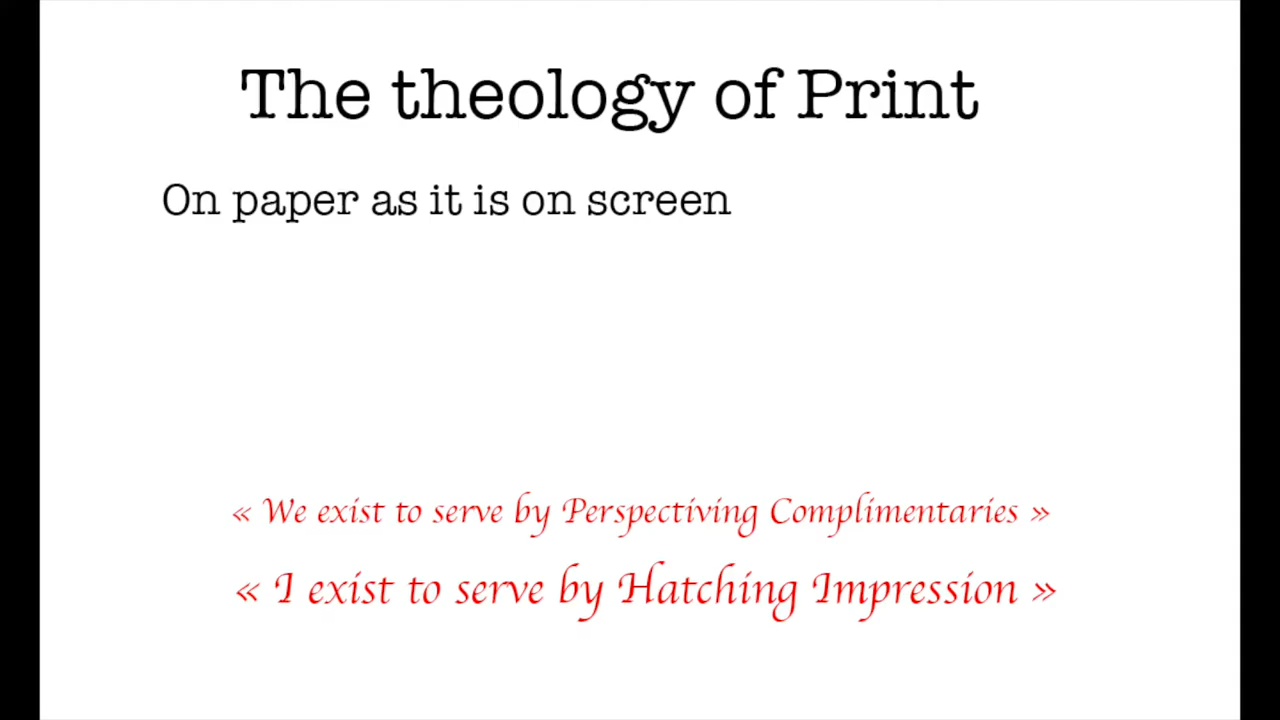 The theology of Print
On paper as it is on screen
« We exist to serve by Perspectiving Complimentaries »
« I exist to serve by Hatching Impression »